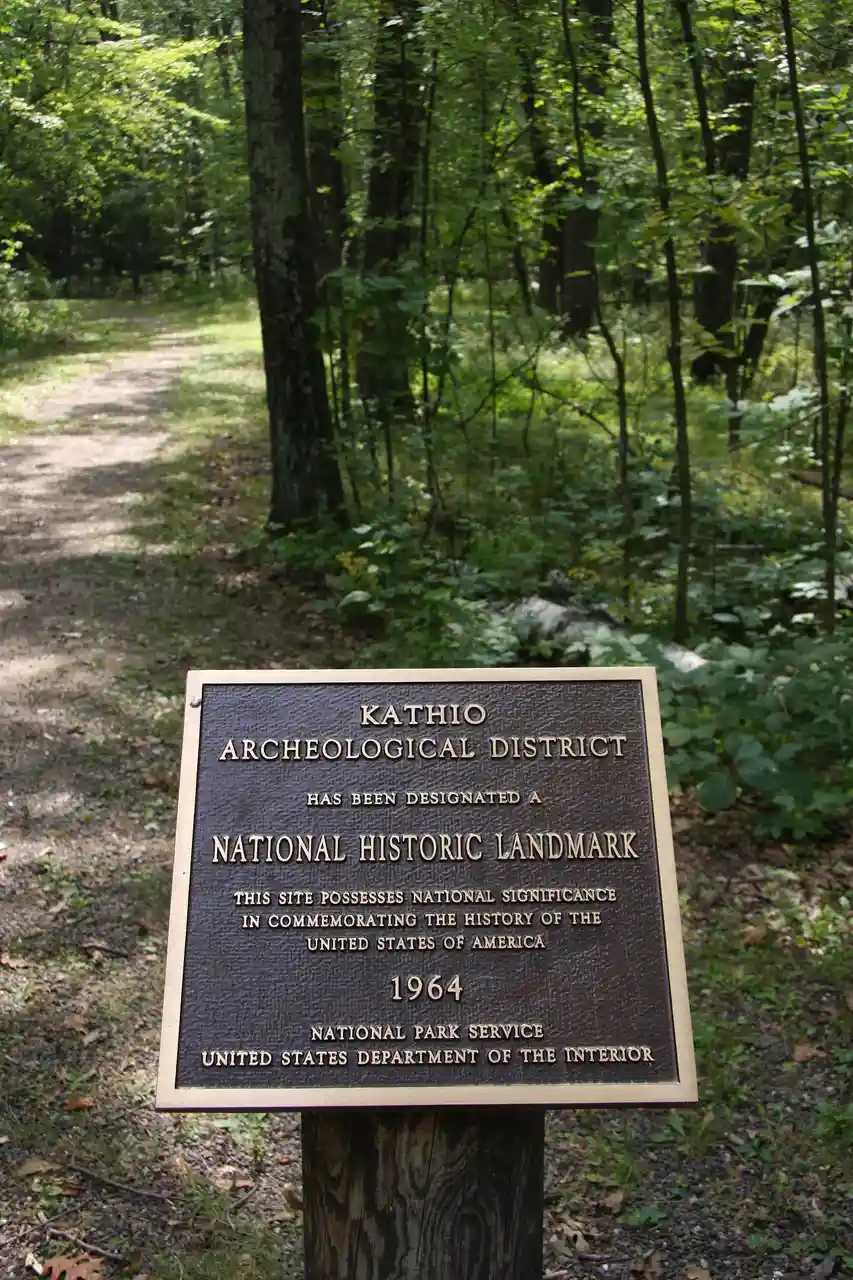 KATHIO
ARCHEOLOGICAL DISTRICT
HAS BEEN DESIGNATED A
NATIONAL HISTORIC LANDMARK
THIS SITE POSSESSES NATIONAL SIGNIFICANCE
IN COMMEMORATING THE HISTORY OF THE
UNITED STATES OF AMERICA
1964
NATIONAL PARK SERVICE
UNITED STATES DEPARTMENT OF THE INTERIOR